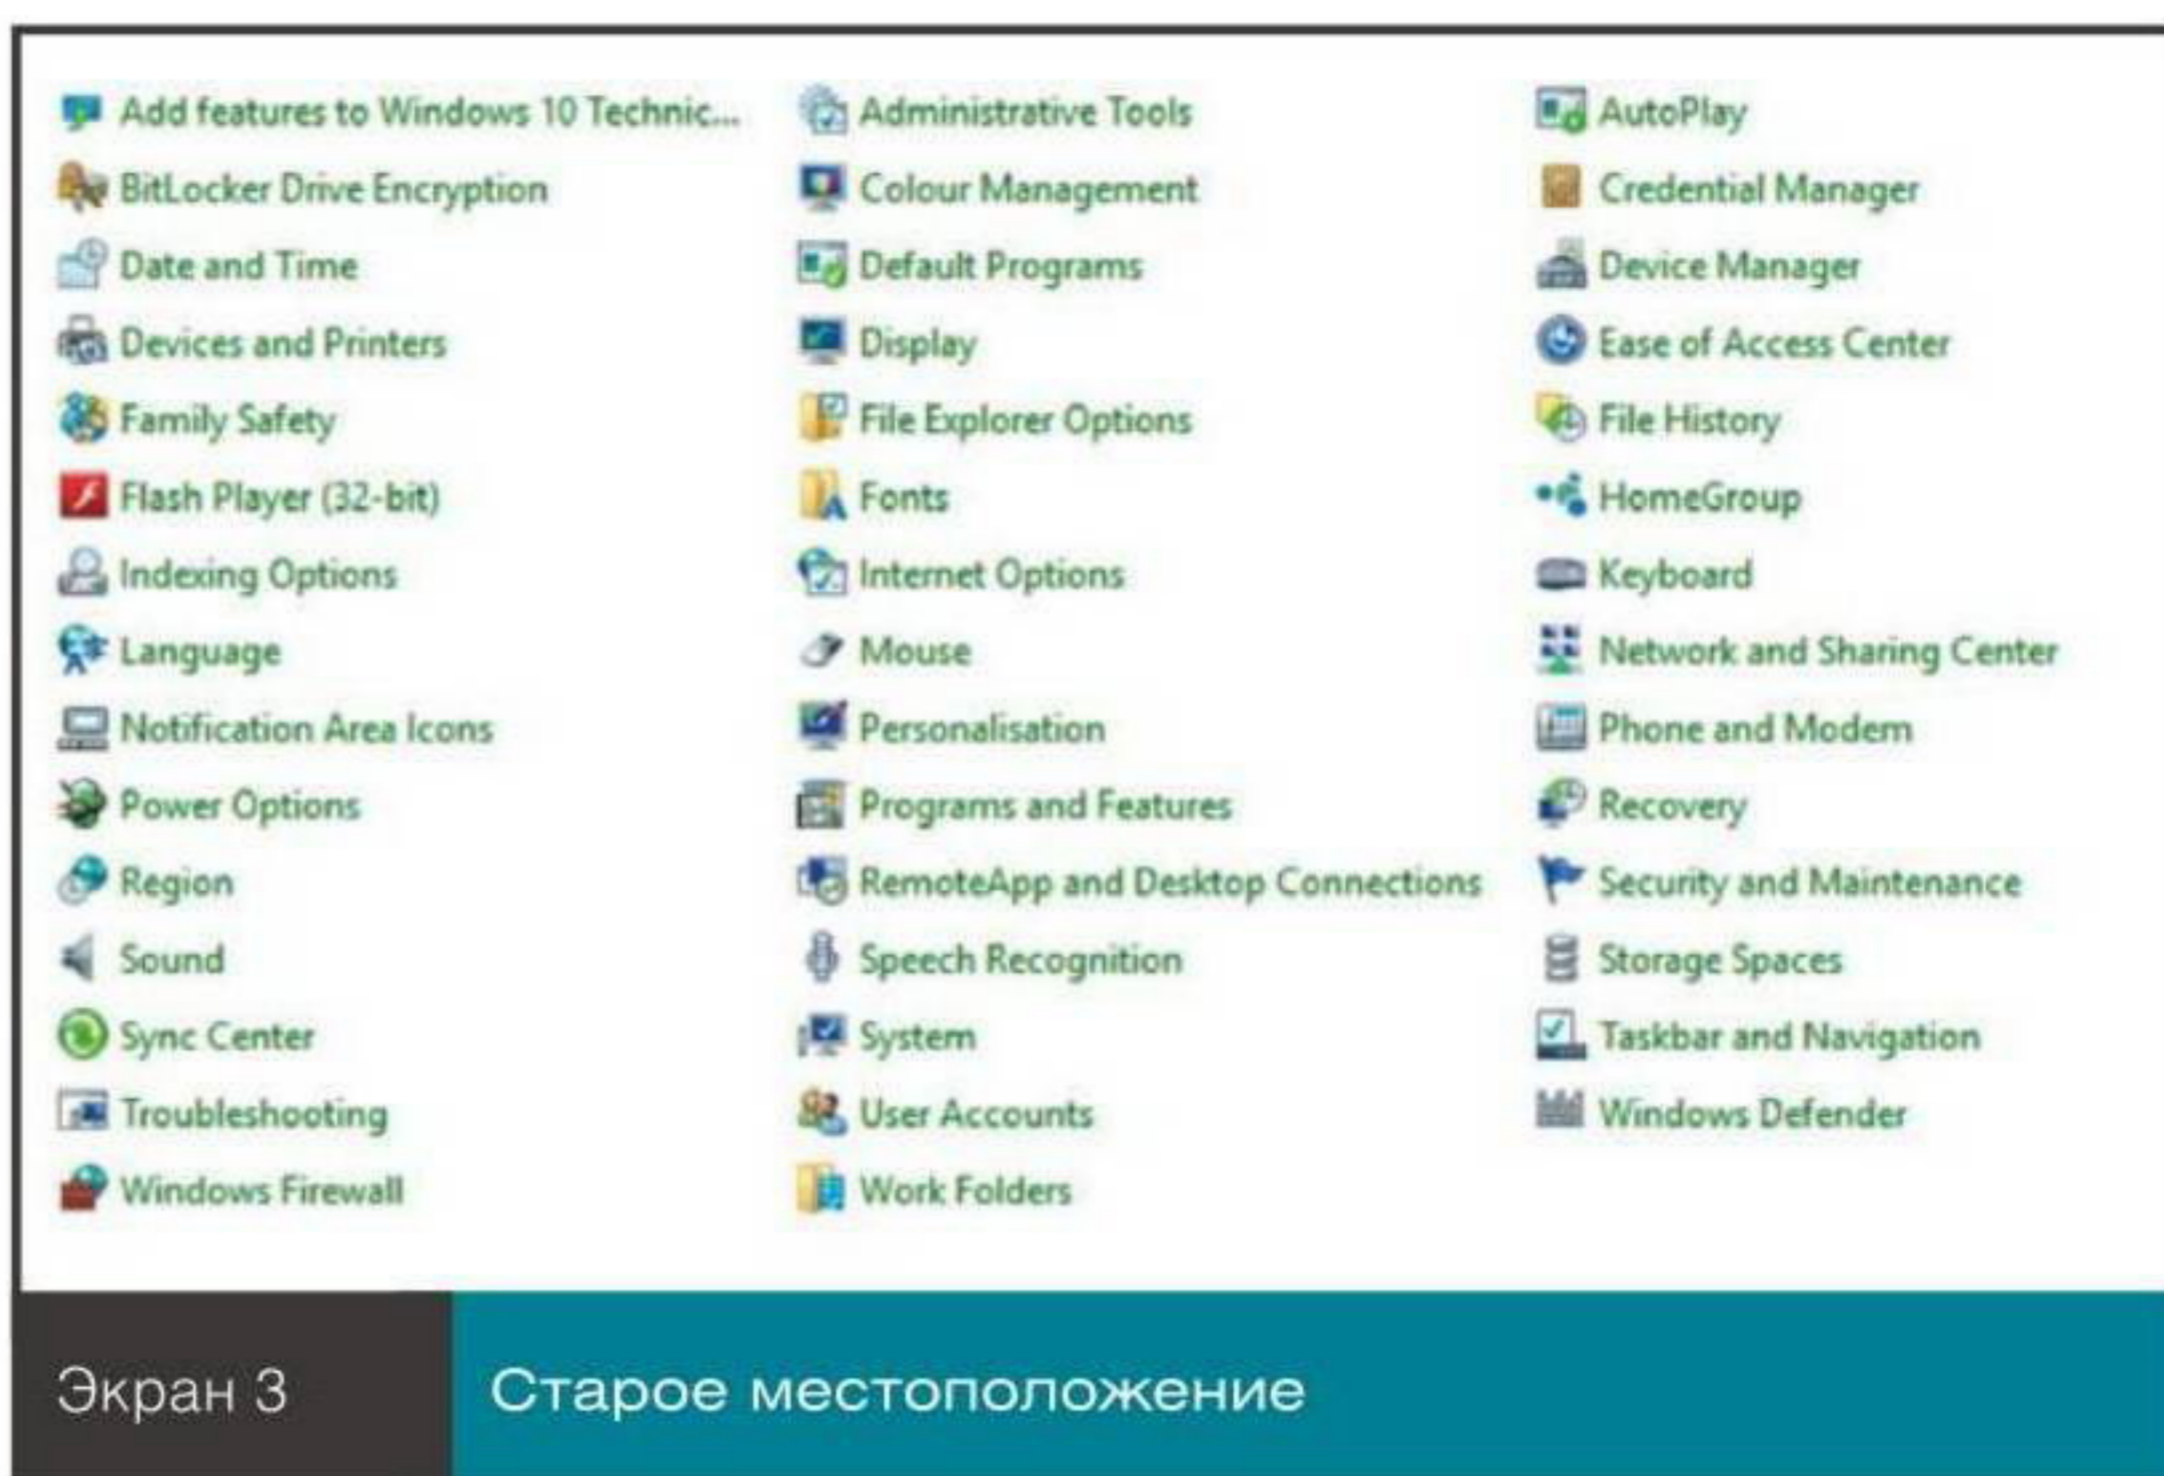 Add features to Windows 10 Technic... Administrative Tools AutoPlay
BitLocker Drive Encryption Colour Management Credential Manager
Date and Time Default Programs Device Manager
Devices and Printers Display Ease of Access Center
Family Safety File Explorer Options File History
Flash Player (32-bit) Fonts HomeGroup
Indexing Options Internet Options Keyboard
Language Mouse Network and Sharing Center
Notification Area Icons Personalisation Phone and Modem
Power Options Programs and Features Recovery
Region RemoteApp and Desktop Connections Security and Maintenance
Sound Speech Recognition Storage Spaces
Sync Center System Taskbar and Navigation
Troubleshooting User Accounts Windows Defender
Windows Firewall Work Folders
Экран 3 Старое местоположение